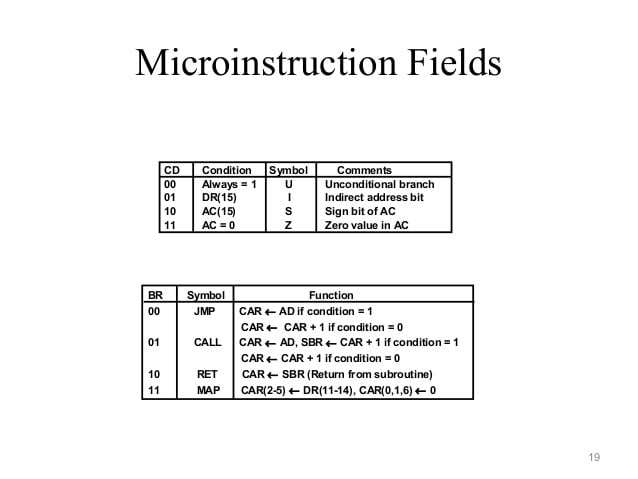 Microinstruction Fields
CD Condition Symbol Comments
00 Always = 1 U Unconditional branch
01 DR(15) I Indirect address bit
10 AC(15) S Sign bit of AC
11 AC = 0 Z Zero value in AC
BR Symbol Function
00 JMP CAR ← AD if condition = 1
CAR ← CAR + 1 if condition = 0
01 CALL CAR ← AD, SBR ← CAR + 1 if condition = 1
CAR ← CAR + 1 if condition = 0
10 RET CAR ← SBR (Return from subroutine)
11 MAP CAR(2-5) ← DR(11-14), CAR(0,1,6) ← 0
19